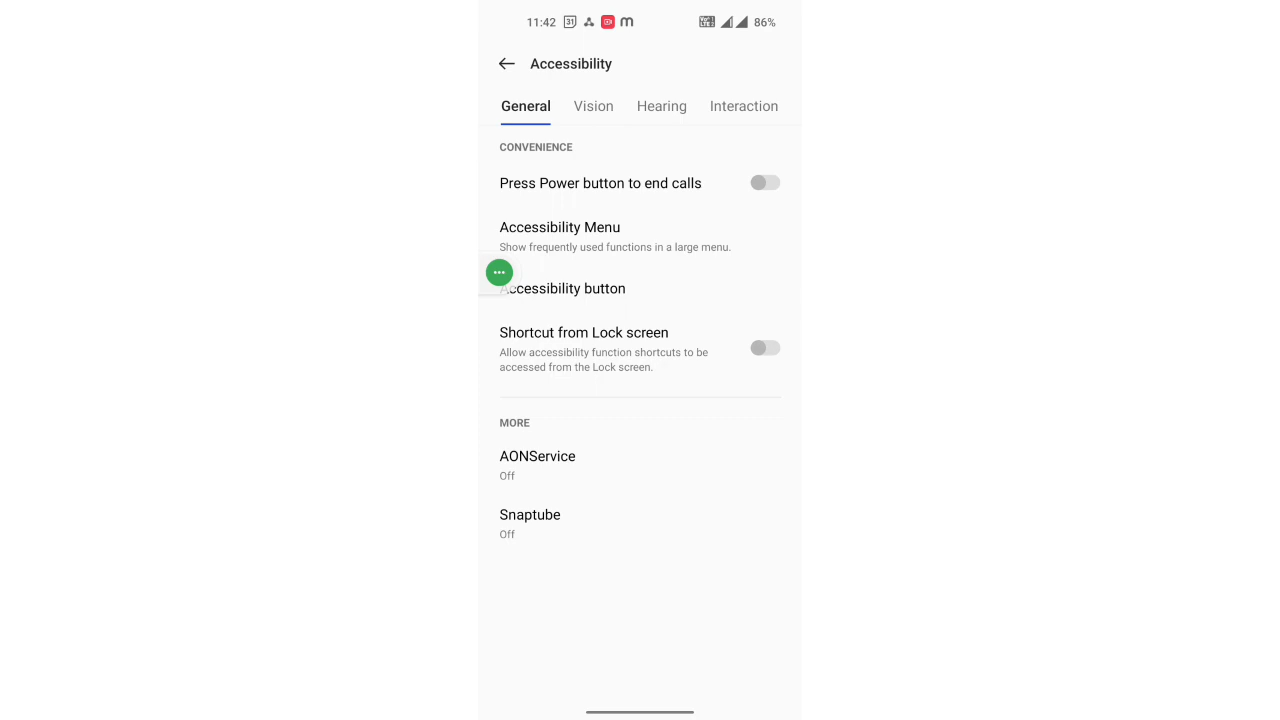 11:42 31 86%
Accessibility
General Vision Hearing Interaction
CONVENIENCE
Press Power button to end calls
Accessibility Menu
Show frequently used functions in a large menu.
Accessibility button
Shortcut from Lock screen
Allow accessibility function shortcuts to be
accessed from the Lock screen.
MORE
AONService
Off
Snaptube
Off